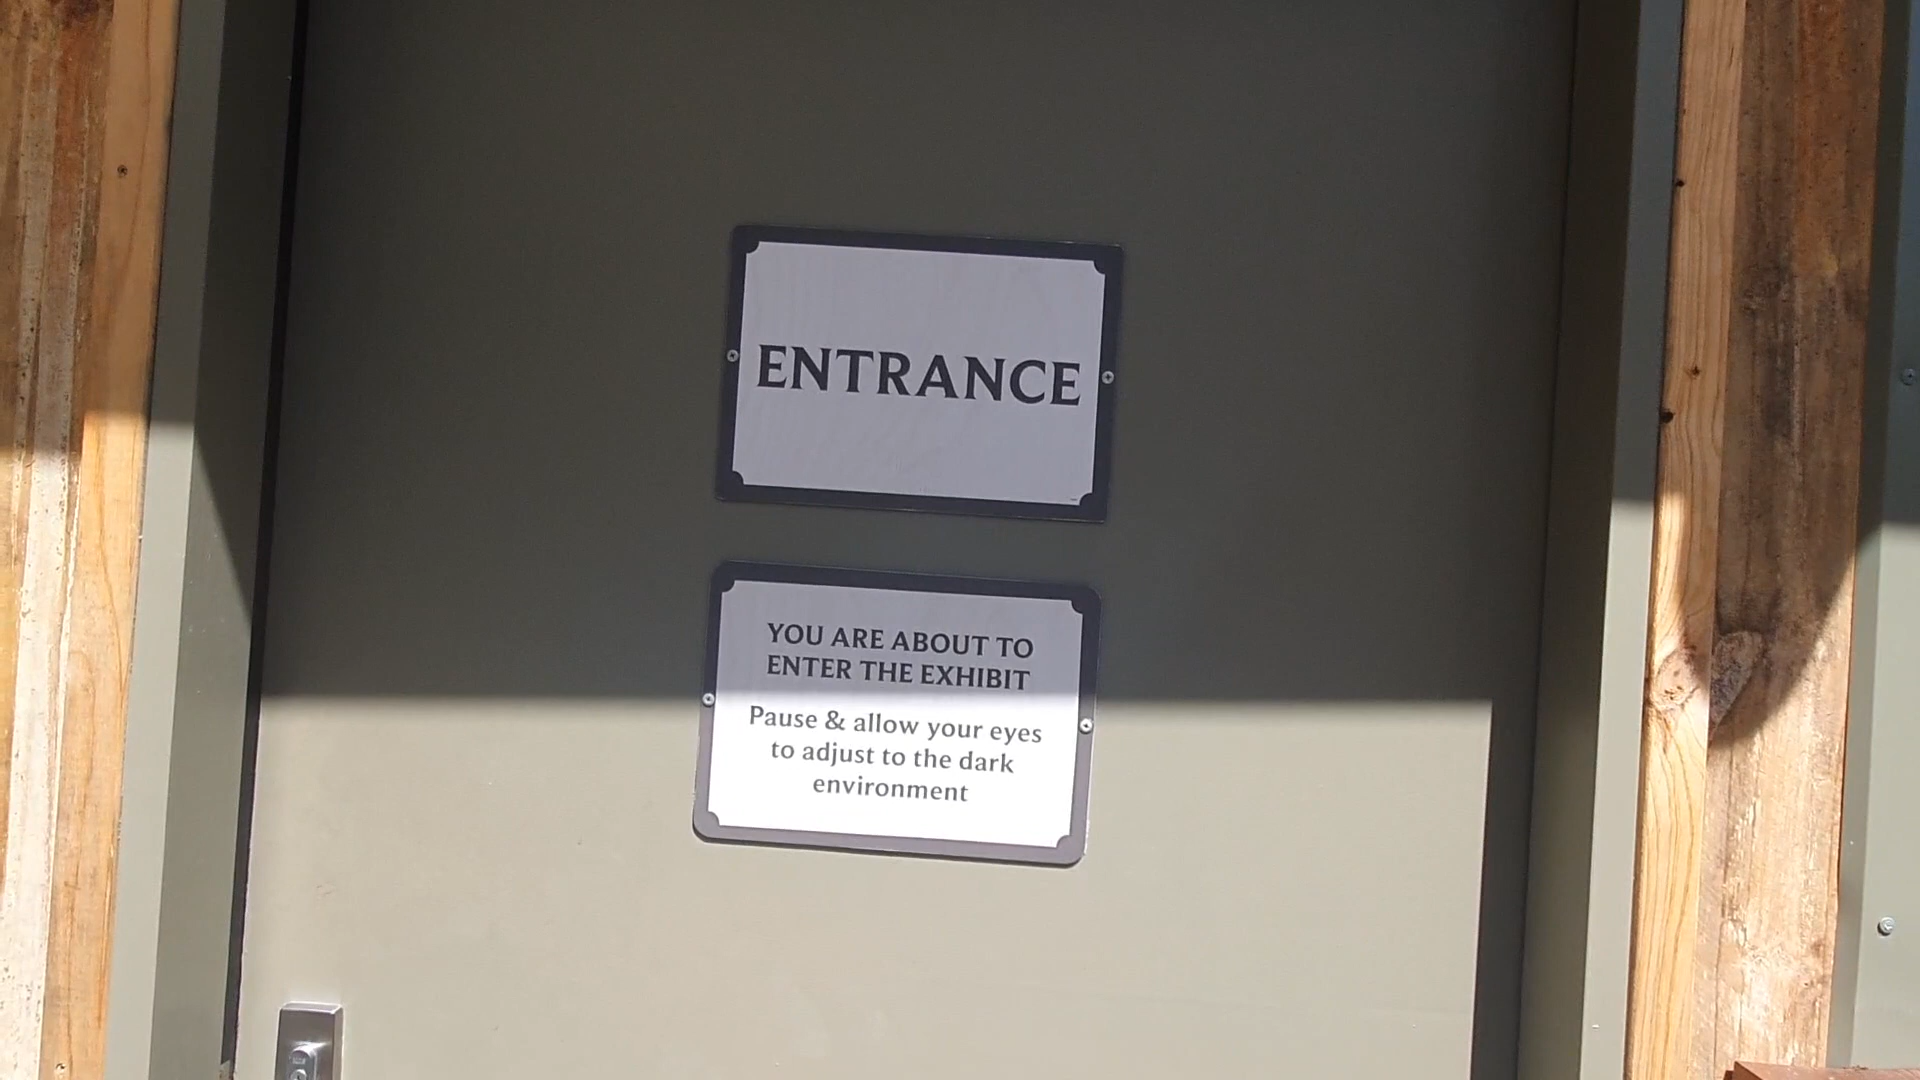 ENTRANCE
YOU ARE ABOUT TO
ENTER THE EXHIBIT
Pause & allow your eyes
to adjust to the dark
environment